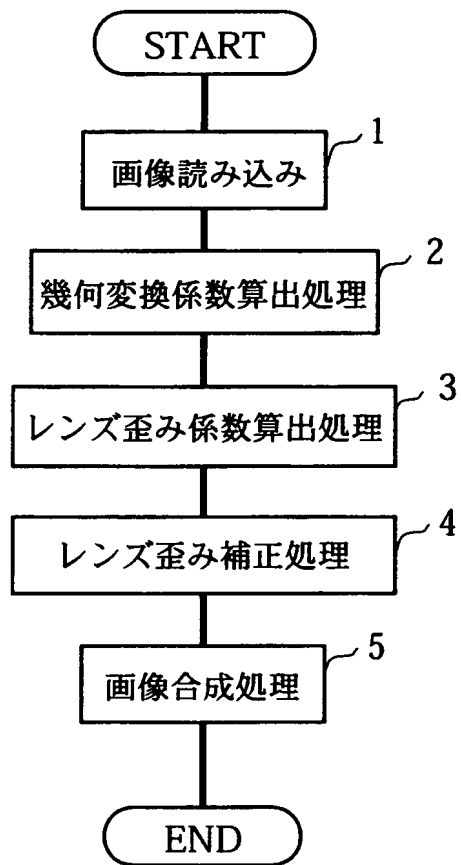 START
1
画像読み込み
2
幾何変換係数算出処理
3
レンズ歪み係数算出処理
4
レンズ歪み補正処理
5
画像合成処理
END